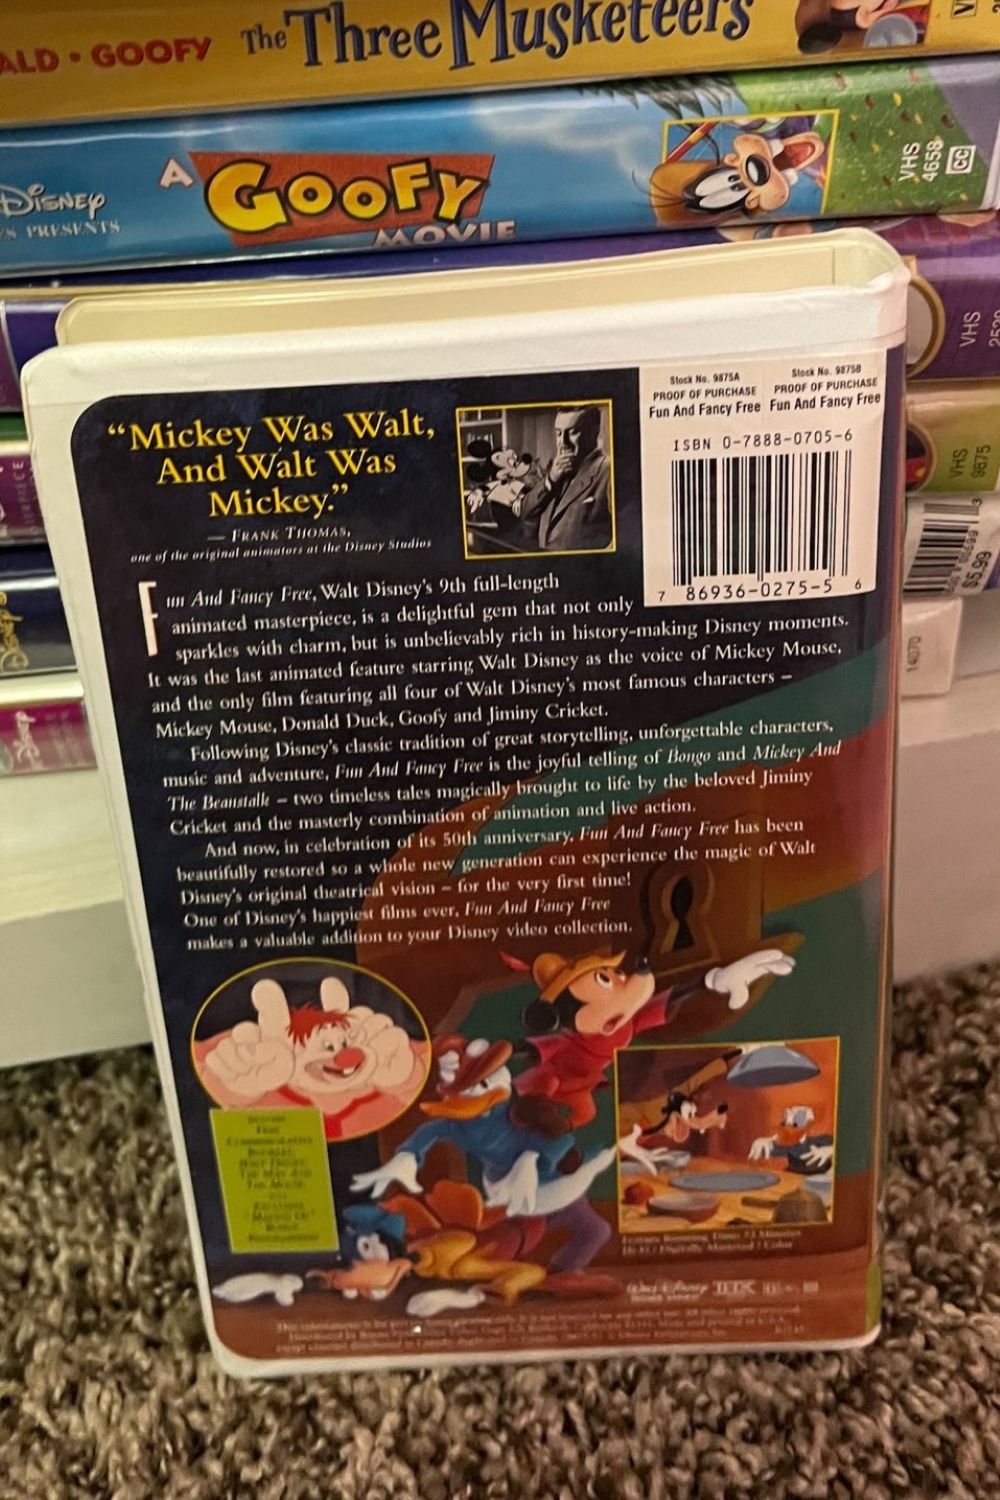 ALD • GOOFY The Three Musketeers
DISNEY
PRESENTS
A GOOFY MOVIE
VHS
4658
CC
VHS
VHS
9875
$5.99
14070
Disney
Stock No. 9875A
PROOF OF PURCHASE
Fun And Fancy Free
Stock No. 9875B
PROOF OF PURCHASE
Fun And Fancy Free
ISBN 0-7888-0705-6
7 86936-0275-5 6
“Mickey Was Walt,
And Walt Was
Mickey.”
— FRANK THOMAS,
one of the original animators at the Disney Studios
Fun And Fancy Free, Walt Disney's 9th full-length
animated masterpiece, is a delightful gem that not only
sparkles with charm, but is unbelievably rich in history-making Disney moments.
It was the last animated feature starring Walt Disney as the voice of Mickey Mouse,
and the only film featuring all four of Walt Disney's most famous characters –
Mickey Mouse, Donald Duck, Goofy and Jiminy Cricket.
Following Disney's classic tradition of great storytelling, unforgettable characters,
music and adventure, Fun And Fancy Free is the joyful telling of Bongo and Mickey And
The Beanstalk – two timeless tales magically brought to life by the beloved Jiminy
Cricket and the masterly combination of animation and live action.
And now, in celebration of its 50th anniversary, Fun And Fancy Free has been
beautifully restored so a whole new generation can experience the magic of Walt
Disney's original theatrical vision – for the very first time!
One of Disney's happiest films ever, Fun And Fancy Free
makes a valuable addition to your Disney video collection.
Walt Disney
THX